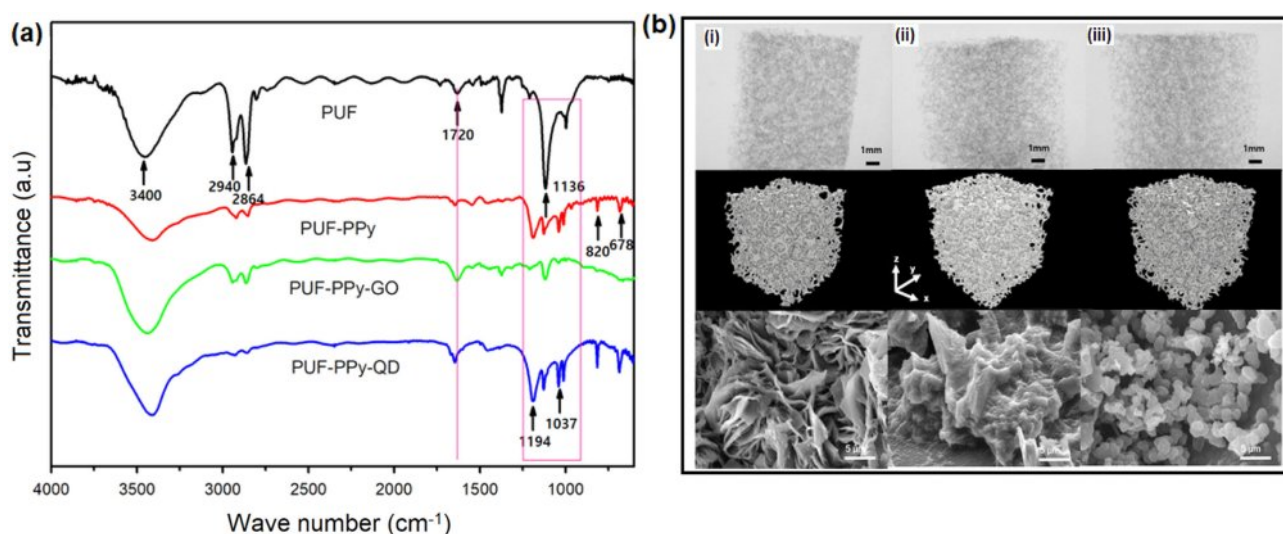 (a)
PUF
3400
2940
2864
1720
1136
PUF-PPy
820
678
PUF-PPy-GO
PUF-PPy-QD
1194
1037
Transmittance (a.u)
4000 3500 3000 2500 2000 1500 1000
Wave number (cm⁻¹)
(b)
(i) (ii) (iii)
1mm 1mm 1mm
z
y
x
5 μm 5 μm 5 μm